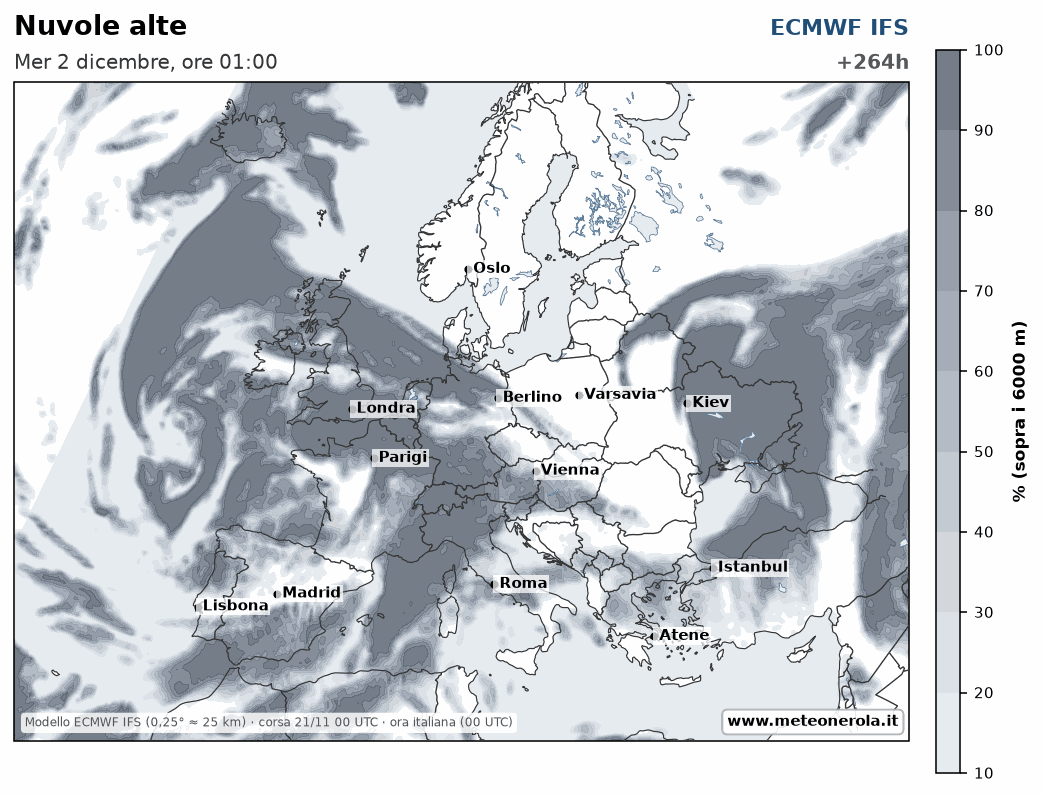 Nuvole alte
ECMWF IFS
Mer 2 dicembre, ore 01:00
+264h
100
90
80
70
60
50
40
30
20
10
% (sopra i 6000 m)
Oslo
Berlino
Varsavia
Kiev
Londra
Parigi
Vienna
Istanbul
Roma
Madrid
Lisbona
Atene
Modello ECMWF IFS (0,25° ≈ 25 km) · corsa 21/11 00 UTC · ora italiana (00 UTC)
www.meteonerola.it